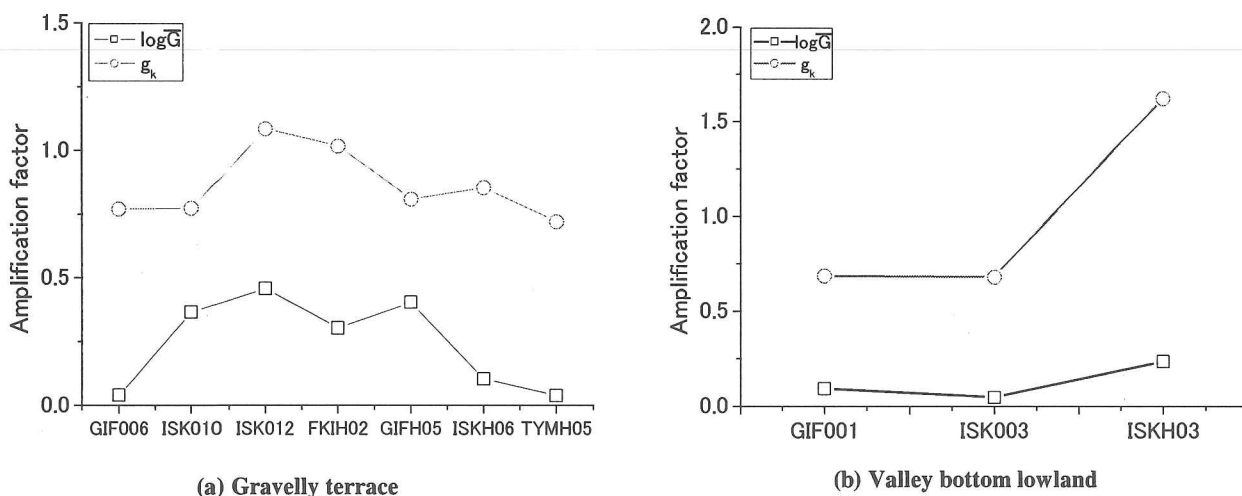 1.5
1.0
0.5
0.0
Amplification factor
logG̅
g_k
GIF006 ISK010 ISK012 FKIH02 GIFH05 ISKH06 TYMH05
(a) Gravelly terrace
2.0
1.5
1.0
0.5
0.0
Amplification factor
logG̅
g_k
GIF001 ISK003 ISKH03
(b) Valley bottom lowland